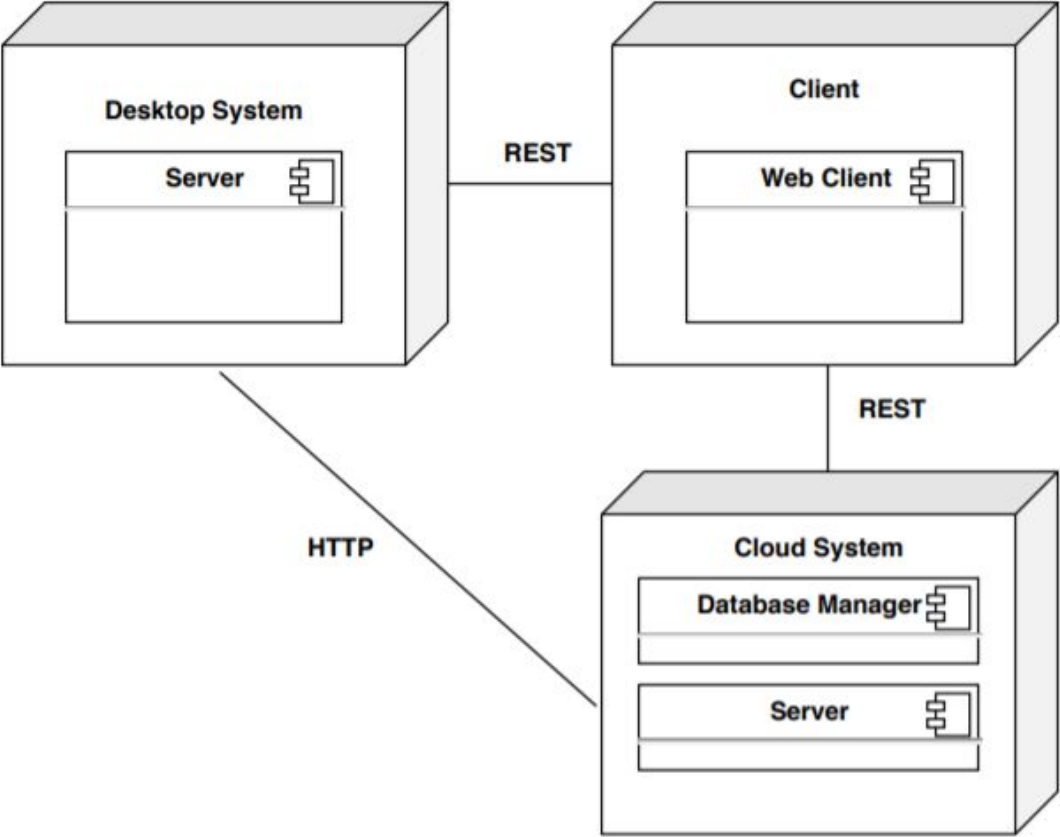 Desktop System
Server
REST
Client
Web Client
REST
HTTP
Cloud System
Database Manager
Server